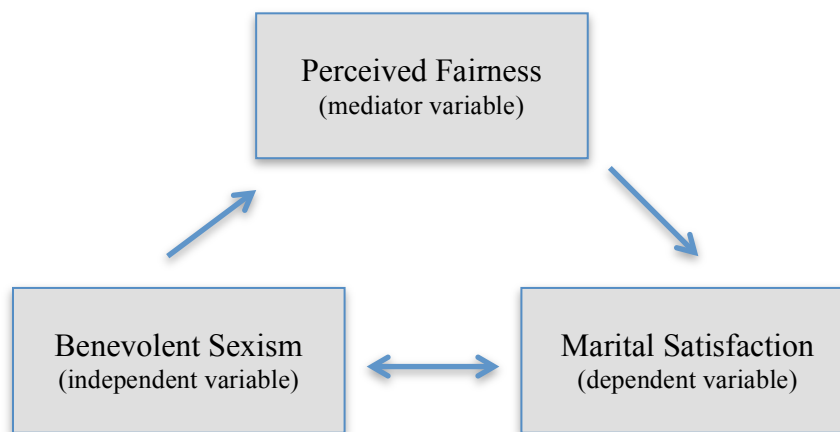 Perceived Fairness
(mediator variable)
Benevolent Sexism
(independent variable)
Marital Satisfaction
(dependent variable)